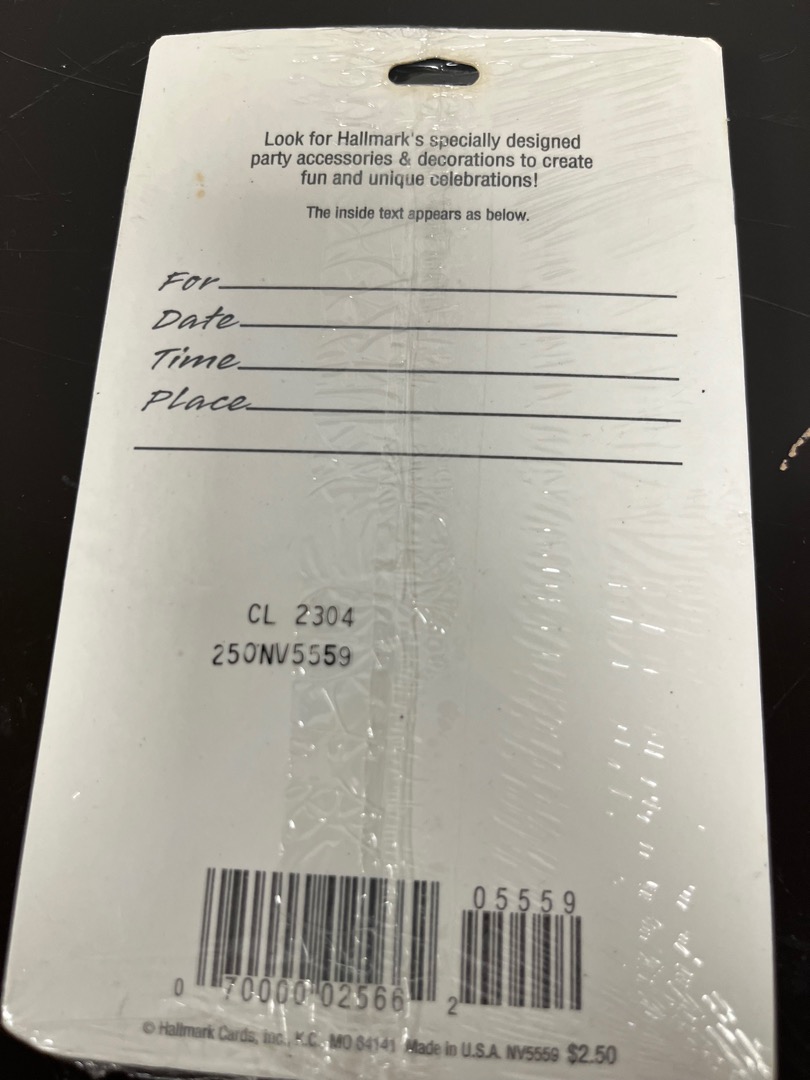 Look for Hallmark's specially designed
party accessories & decorations to create
fun and unique celebrations!
The inside text appears as below.
For
Date
Time
Place
CL 2304
250NV5559
05559
0 70000 02566 2
© Hallmark Cards, Inc., K.C. MO 64141 Made in U.S.A. NV5559 $2.50